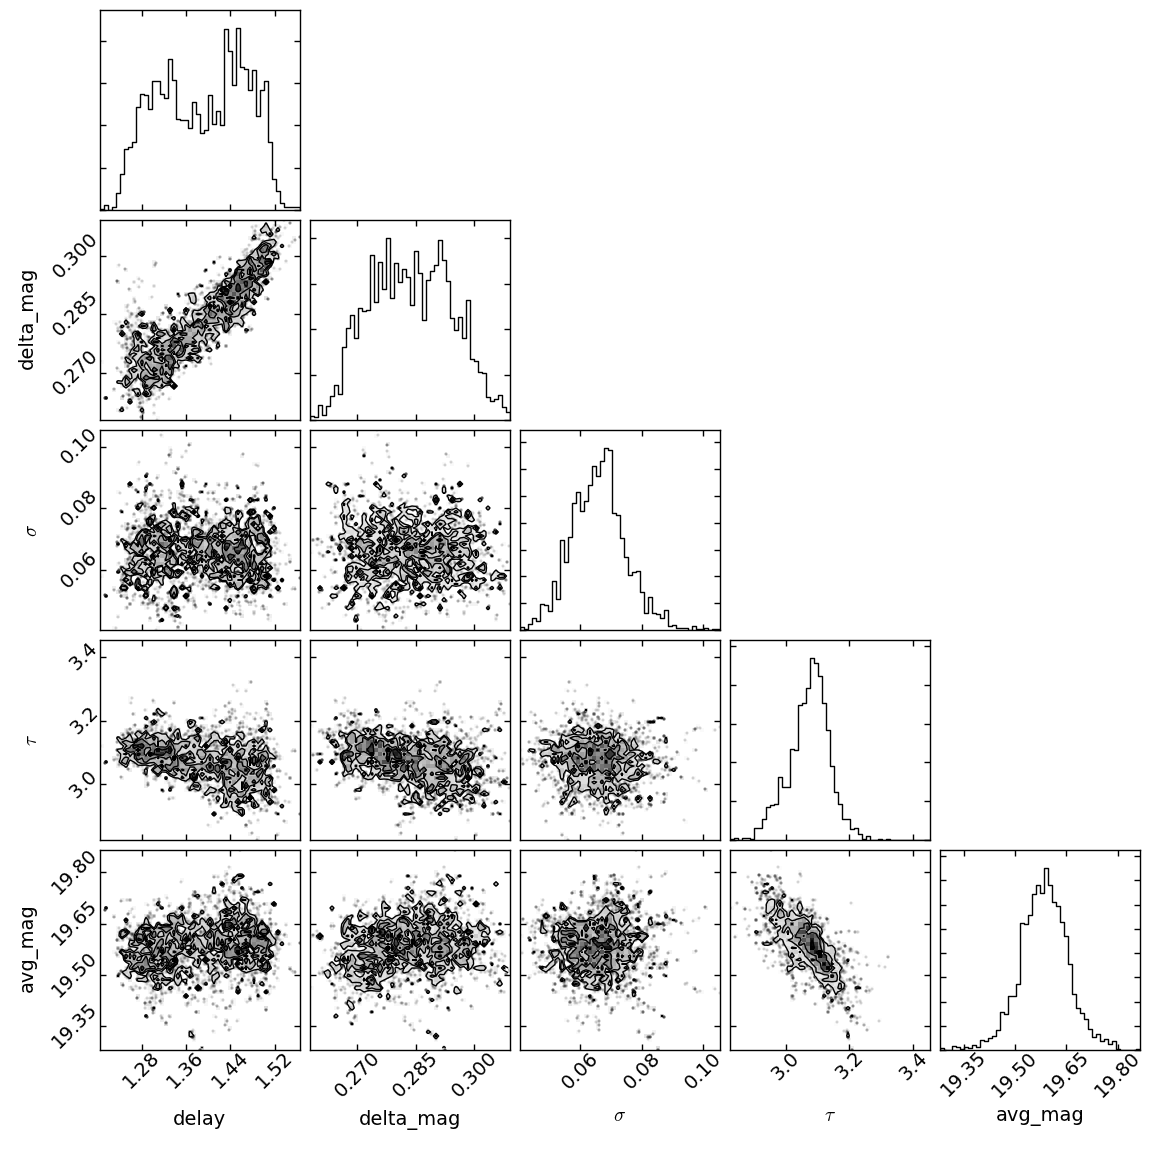 delta_mag
0.300
0.285
0.270
σ
0.10
0.08
0.06
τ
3.4
3.2
3.0
avg_mag
19.80
19.65
19.50
19.35
1.28 1.36 1.44 1.52
0.270 0.285 0.300
0.06 0.08 0.10
3.0 3.2 3.4
19.35 19.50 19.65 19.80
delay delta_mag σ τ avg_mag